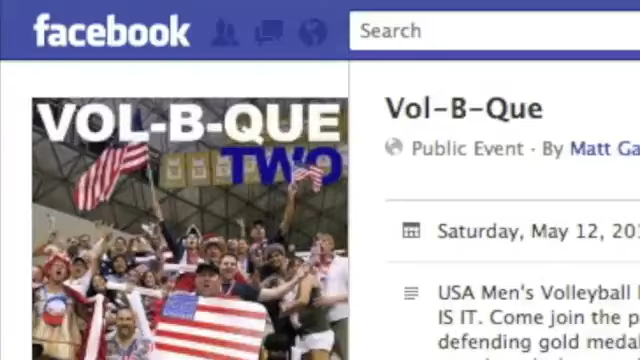 facebook
Search
VOL-B-QUE
TWO
Vol-B-Que
Public Event · By Matt
Saturday, May 12,
USA Men's Volleyball
IS IT. Come join the
defending gold